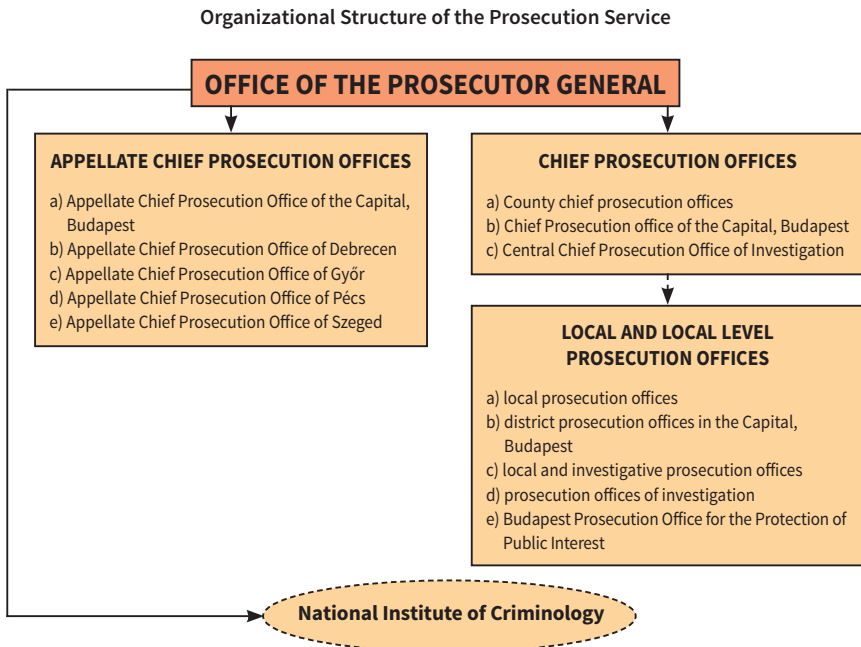 Organizational Structure of the Prosecution Service
OFFICE OF THE PROSECUTOR GENERAL
APPELLATE CHIEF PROSECUTION OFFICES
a) Appellate Chief Prosecution Office of the Capital,
Budapest
b) Appellate Chief Prosecution Office of Debrecen
c) Appellate Chief Prosecution Office of Győr
d) Appellate Chief Prosecution Office of Pécs
e) Appellate Chief Prosecution Office of Szeged
CHIEF PROSECUTION OFFICES
a) County chief prosecution offices
b) Chief Prosecution office of the Capital, Budapest
c) Central Chief Prosecution Office of Investigation
LOCAL AND LOCAL LEVEL
PROSECUTION OFFICES
a) local prosecution offices
b) district prosecution offices in the Capital,
Budapest
c) local and investigative prosecution offices
d) prosecution offices of investigation
e) Budapest Prosecution Office for the Protection of
Public Interest
National Institute of Criminology